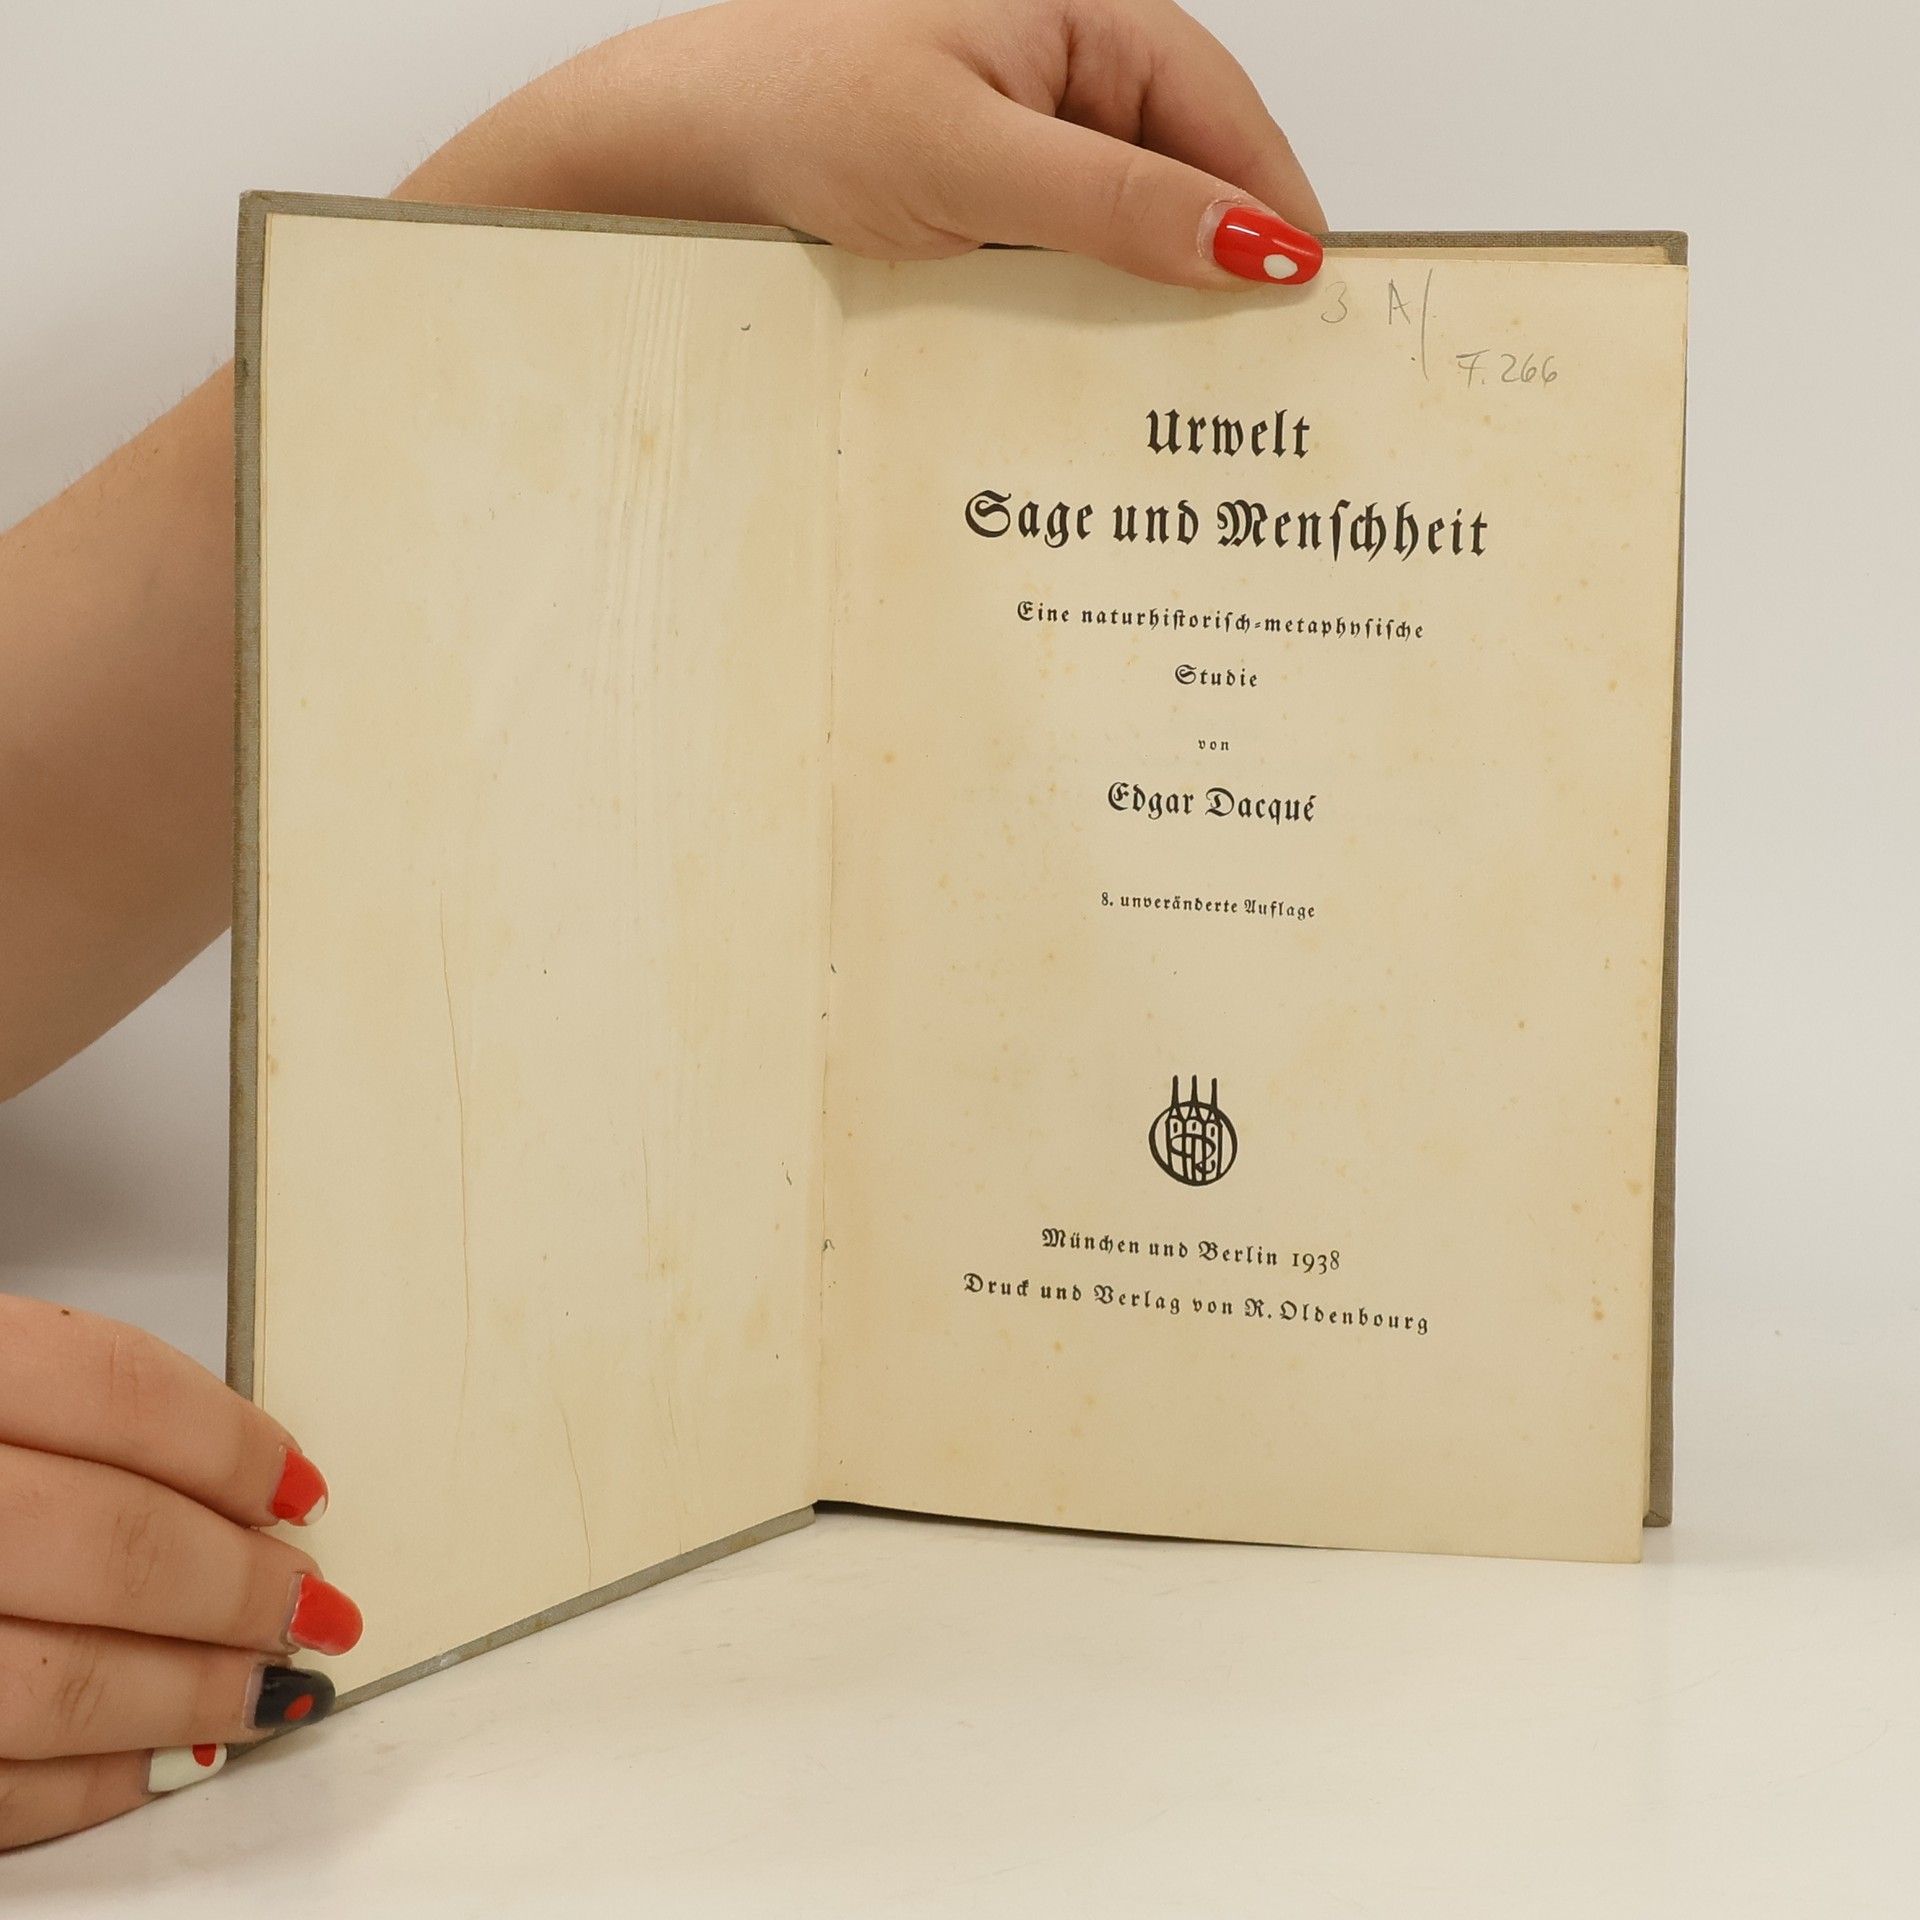 3 A/
F. 266
Urwelt
Sage und Menſchheit
Eine naturhiſtoriſch-metaphyſiſche
Studie
von
Edgar Dacqué
8. unveränderte Auflage
München und Berlin 1938
Druck und Verlag von R. Oldenbourg